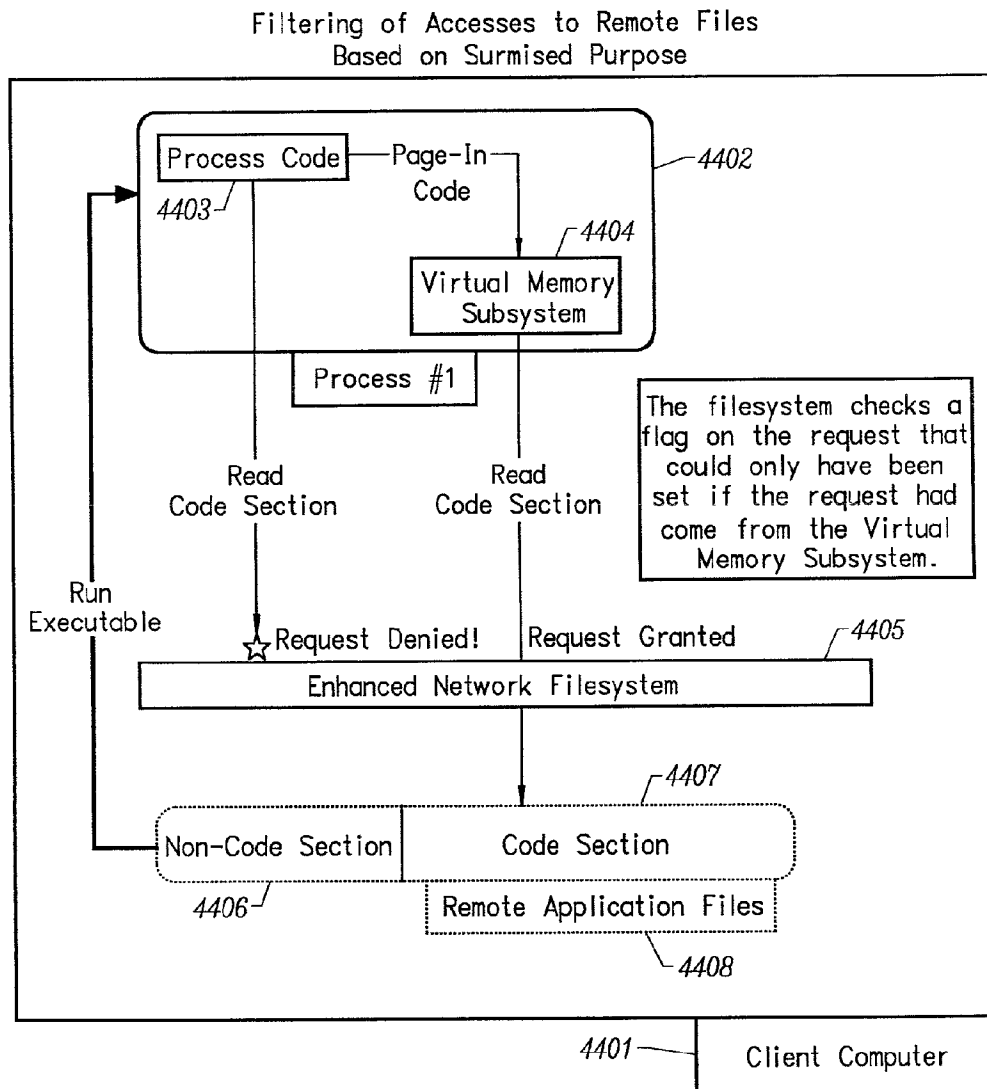 Filtering of Accesses to Remote Files
Based on Surmised Purpose
Process Code
Page-In
Code
4402
4403
4404
Virtual Memory
Subsystem
Process #1
The filesystem checks a
flag on the request that
could only have been
set if the request had
come from the Virtual
Memory Subsystem.
Read
Code Section
Read
Code Section
Run
Executable
Request Denied!
Request Granted
4405
Enhanced Network Filesystem
4407
Non-Code Section
Code Section
4406
Remote Application Files
4408
4401
Client Computer